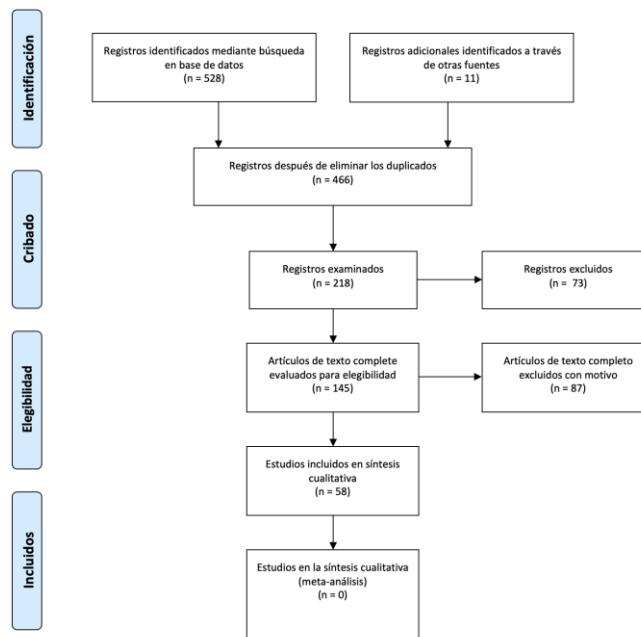 Identificación
Registros identificados mediante búsqueda
en base de datos
(n = 528)
Registros adicionales identificados a través
de otras fuentes
(n = 11)
Registros después de eliminar los duplicados
(n = 466)
Cribado
Registros examinados
(n = 218)
Registros excluidos
(n = 73)
Elegibilidad
Artículos de texto complete
evaluados para elegibilidad
(n = 145)
Artículos de texto completo
excluidos con motivo
(n = 87)
Estudios incluidos en síntesis
cualitativa
(n = 58)
Incluidos
Estudios en la síntesis cualitativa
(meta-análisis)
(n = 0)